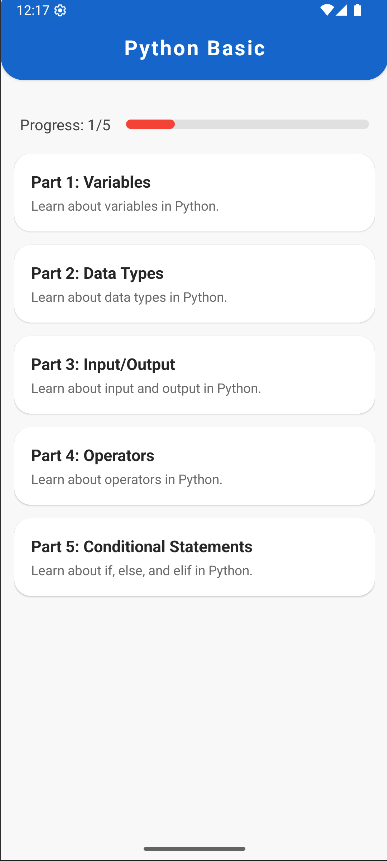 12:17
Python Basic
Progress: 1/5
Part 1: Variables
Learn about variables in Python.
Part 2: Data Types
Learn about data types in Python.
Part 3: Input/Output
Learn about input and output in Python.
Part 4: Operators
Learn about operators in Python.
Part 5: Conditional Statements
Learn about if, else, and elif in Python.